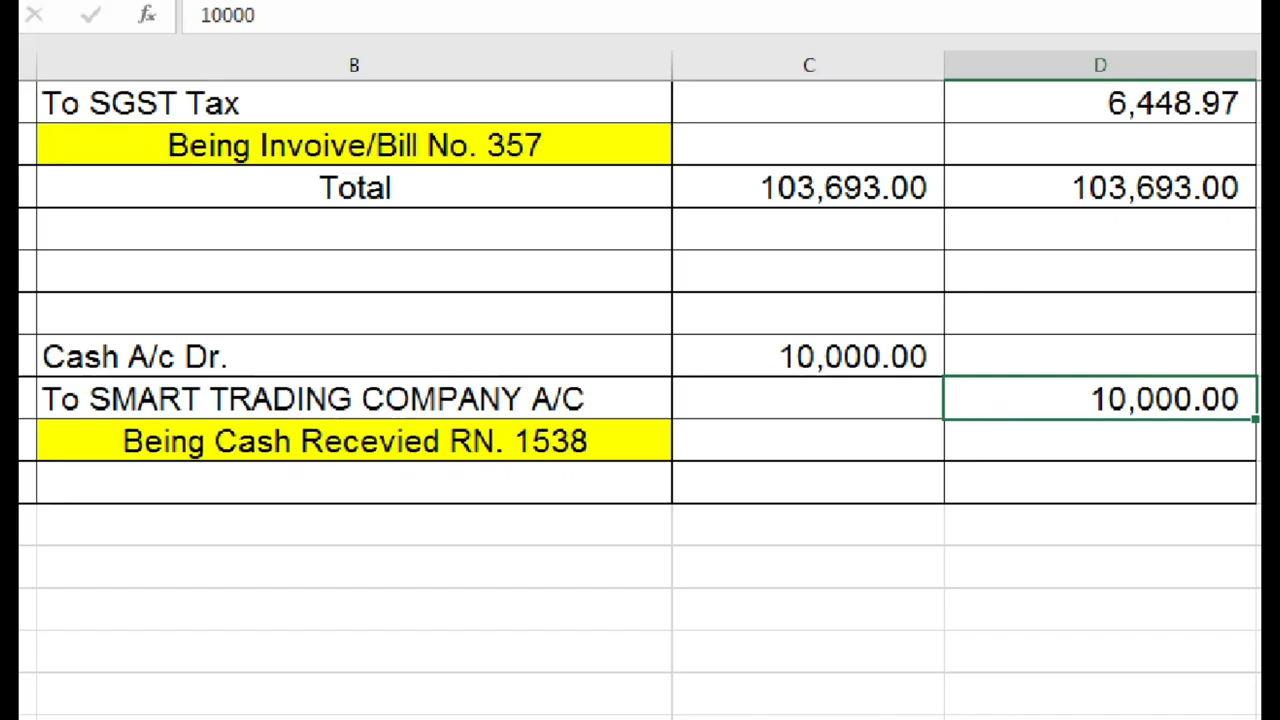 fx 10000
B C D
To SGST Tax 6,448.97
Being Invoive/Bill No. 357
Total 103,693.00 103,693.00
Cash A/c Dr. 10,000.00
To SMART TRADING COMPANY A/C 10,000.00
Being Cash Recevied RN. 1538